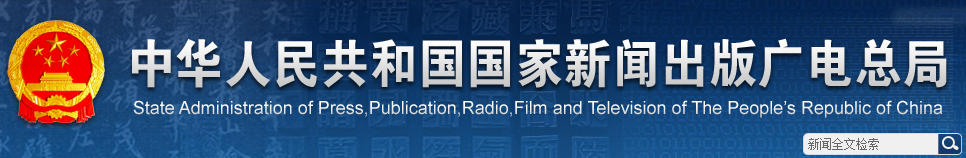 中华人民共和国国家新闻出版广电总局
State Administration of Press,Publication,Radio,Film and Television of The People's Republic of China
新闻全文检索